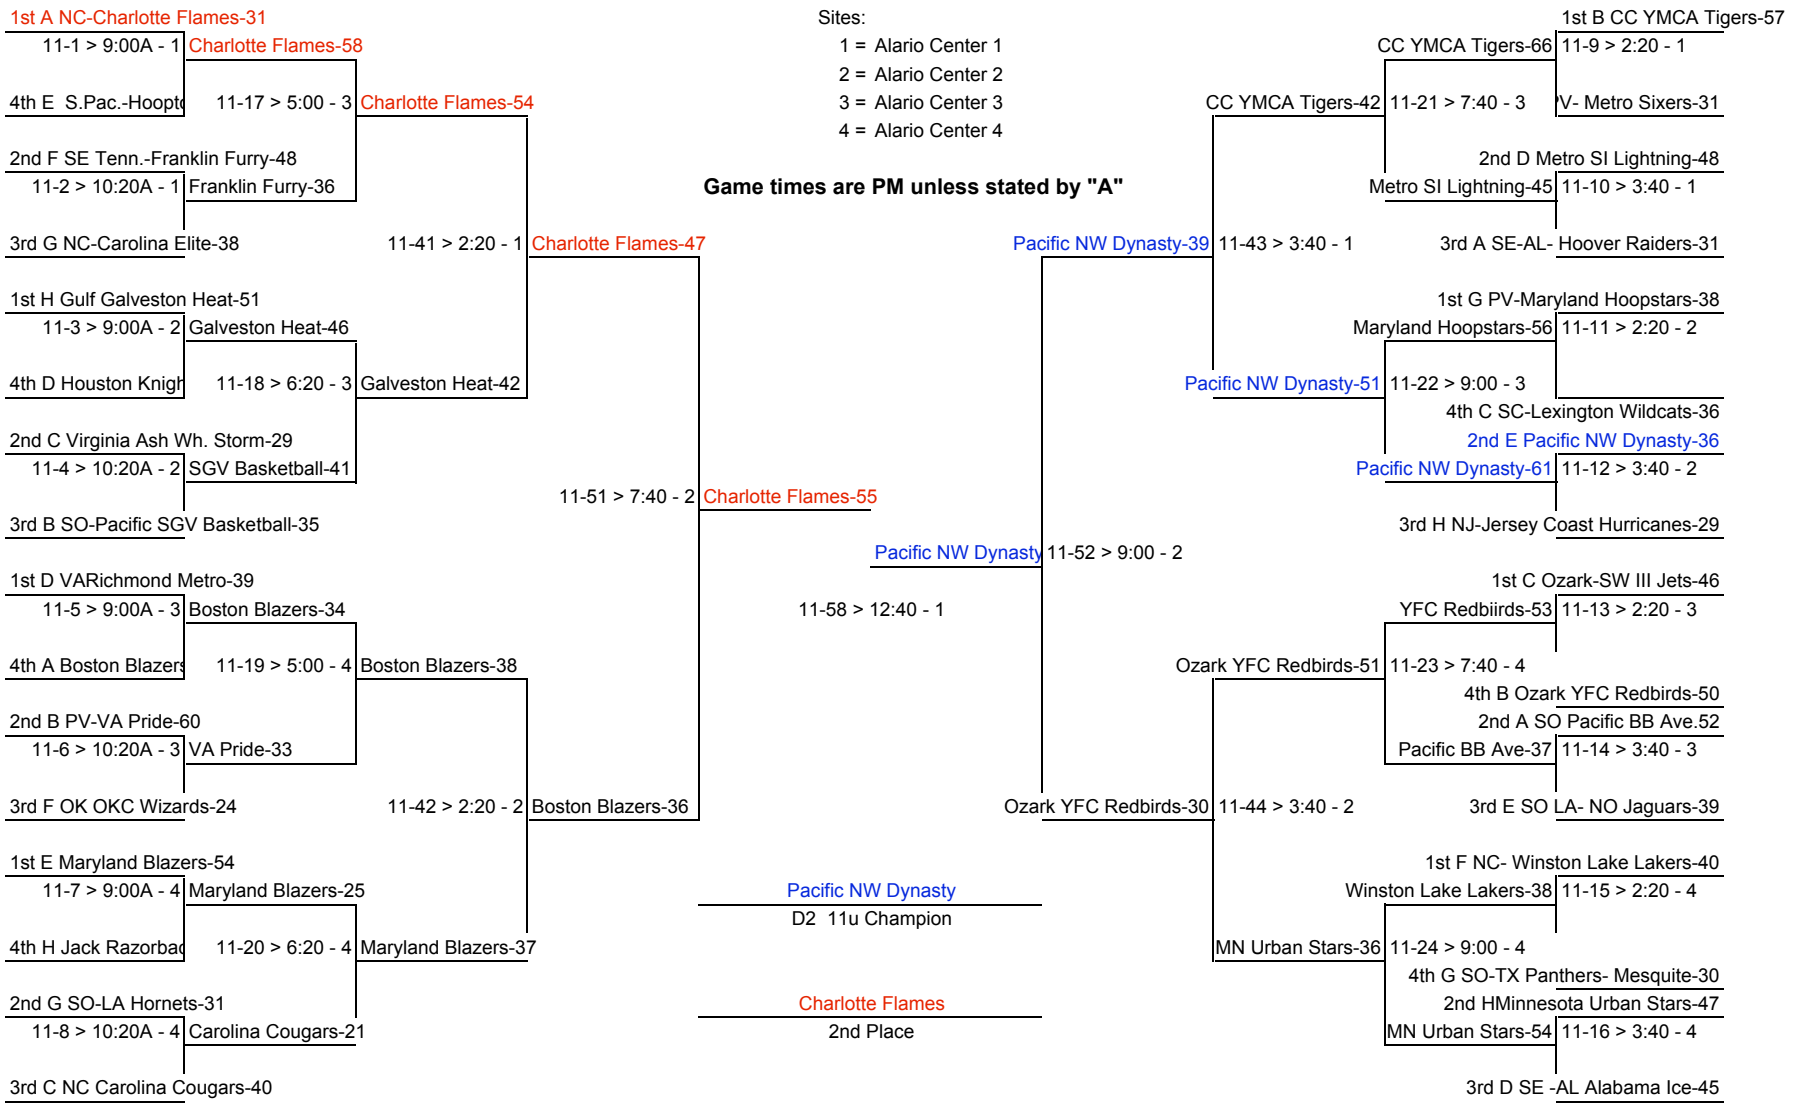 1st A NC-Charlotte Flames-31
11-1 > 9:00A - 1
Charlotte Flames-58
4th E S.Pac.-Hoopto
11-17 > 5:00 - 3
Charlotte Flames-54
2nd F SE Tenn.-Franklin Furry-48
11-2 > 10:20A - 1
Franklin Furry-36
3rd G NC-Carolina Elite-38
11-41 > 2:20 - 1
Charlotte Flames-47
1st H Gulf Galveston Heat-51
11-3 > 9:00A - 2
Galveston Heat-46
4th D Houston Knigh
11-18 > 6:20 - 3
Galveston Heat-42
2nd C Virginia Ash Wh. Storm-29
11-4 > 10:20A - 2
SGV Basketball-41
11-51 > 7:40 - 2
Charlotte Flames-55
3rd B SO-Pacific SGV Basketball-35
1st D VARichmond Metro-39
11-5 > 9:00A - 3
Boston Blazers-34
4th A Boston Blazers
11-19 > 5:00 - 4
Boston Blazers-38
2nd B PV-VA Pride-60
11-6 > 10:20A - 3
VA Pride-33
3rd F OK OKC Wizards-24
11-42 > 2:20 - 2
Boston Blazers-36
1st E Maryland Blazers-54
11-7 > 9:00A - 4
Maryland Blazers-25
4th H Jack Razorbac
11-20 > 6:20 - 4
Maryland Blazers-37
2nd G SO-LA Hornets-31
11-8 > 10:20A - 4
Carolina Cougars-21
3rd C NC Carolina Cougars-40
Sites:
1 = Alario Center 1
2 = Alario Center 2
3 = Alario Center 3
4 = Alario Center 4
Game times are PM unless stated by "A"
Pacific NW Dynasty
11-52 > 9:00 - 2
11-58 > 12:40 - 1
Pacific NW Dynasty
D2 11u Champion
Charlotte Flames
2nd Place
1st B CC YMCA Tigers-57
CC YMCA Tigers-66
11-9 > 2:20 - 1
CC YMCA Tigers-42
11-21 > 7:40 - 3
PV- Metro Sixers-31
2nd D Metro SI Lightning-48
Metro SI Lightning-45
11-10 > 3:40 - 1
Pacific NW Dynasty-39
11-43 > 3:40 - 1
3rd A SE-AL- Hoover Raiders-31
1st G PV-Maryland Hoopstars-38
Maryland Hoopstars-56
11-11 > 2:20 - 2
Pacific NW Dynasty-51
11-22 > 9:00 - 3
4th C SC-Lexington Wildcats-36
2nd E Pacific NW Dynasty-36
Pacific NW Dynasty-61
11-12 > 3:40 - 2
3rd H NJ-Jersey Coast Hurricanes-29
1st C Ozark-SW III Jets-46
YFC Redbiirds-53
11-13 > 2:20 - 3
Ozark YFC Redbirds-51
11-23 > 7:40 - 4
4th B Ozark YFC Redbirds-50
2nd A SO Pacific BB Ave.52
Pacific BB Ave-37
11-14 > 3:40 - 3
Ozark YFC Redbirds-30
11-44 > 3:40 - 2
3rd E SO LA- NO Jaguars-39
1st F NC- Winston Lake Lakers-40
Winston Lake Lakers-38
11-15 > 2:20 - 4
MN Urban Stars-36
11-24 > 9:00 - 4
4th G SO-TX Panthers- Mesquite-30
2nd HMinnesota Urban Stars-47
MN Urban Stars-54
11-16 > 3:40 - 4
3rd D SE -AL Alabama Ice-45